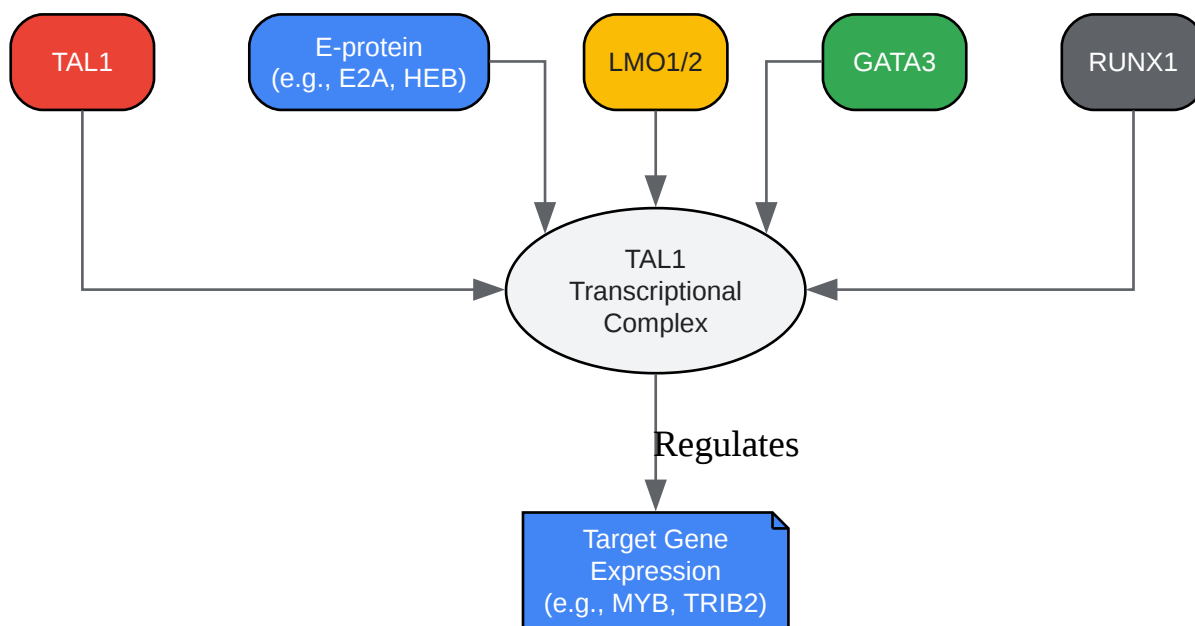 TAL1
E-protein
(e.g., E2A, HEB)
LMO1/2
GATA3
RUNX1
TAL1
Transcriptional
Complex
Regulates
Target Gene
Expression
(e.g., MYB, TRIB2)